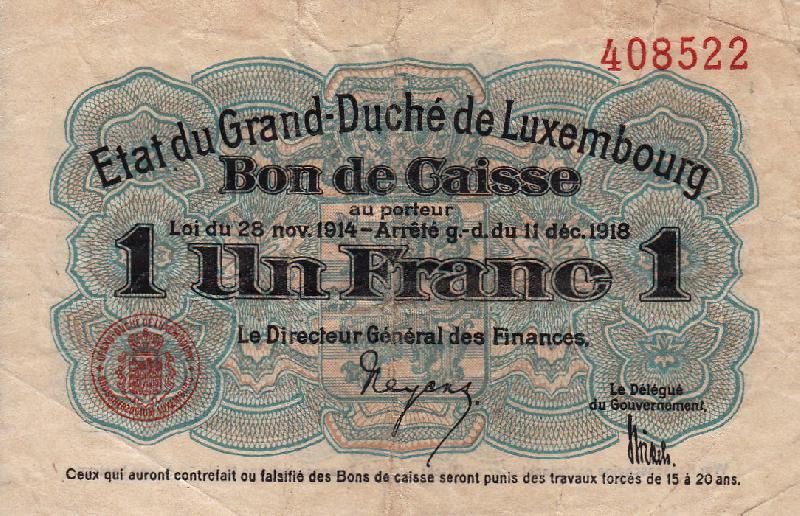 408522
Etat du Grand-Duché de Luxembourg
Bon de Caisse
au porteur
Loi du 28 nov. 1914 - Arrêté g.-d. du 11 déc. 1918
1 Un Franc 1
Le Directeur Général des Finances,
Neyens.
Le Délégué
du Gouvernement,
Ceux qui auront contrefait ou falsifié des Bons de caisse seront punis des travaux forcés de 15 à 20 ans.